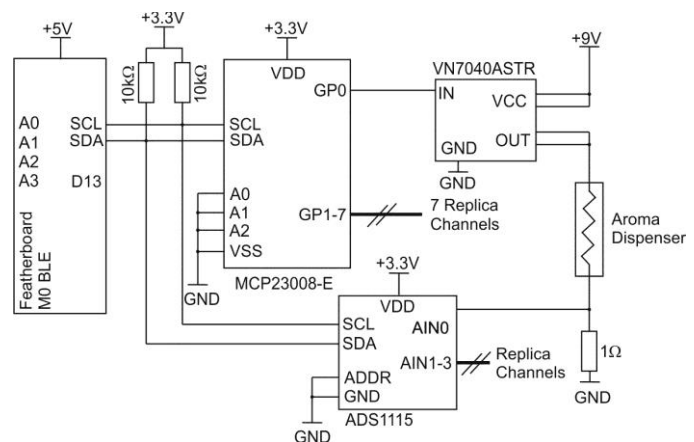 +5V
+3.3V
+3.3V
+9V
VN7040ASTR
10kΩ
10kΩ
VDD
GP0
IN
VCC
OUT
GND
GND
A0
A1
A2
A3
SCL
SDA
D13
Featherboard
M0 BLE
SCL
SDA
A0
A1
A2
VSS
GP1-7
MCP23008-E
GND
7 Replica
Channels
Aroma
Dispenser
+3.3V
VDD
SCL
SDA
AIN0
AIN1-3
ADDR
GND
ADS1115
GND
Replica
Channels
1Ω
GND